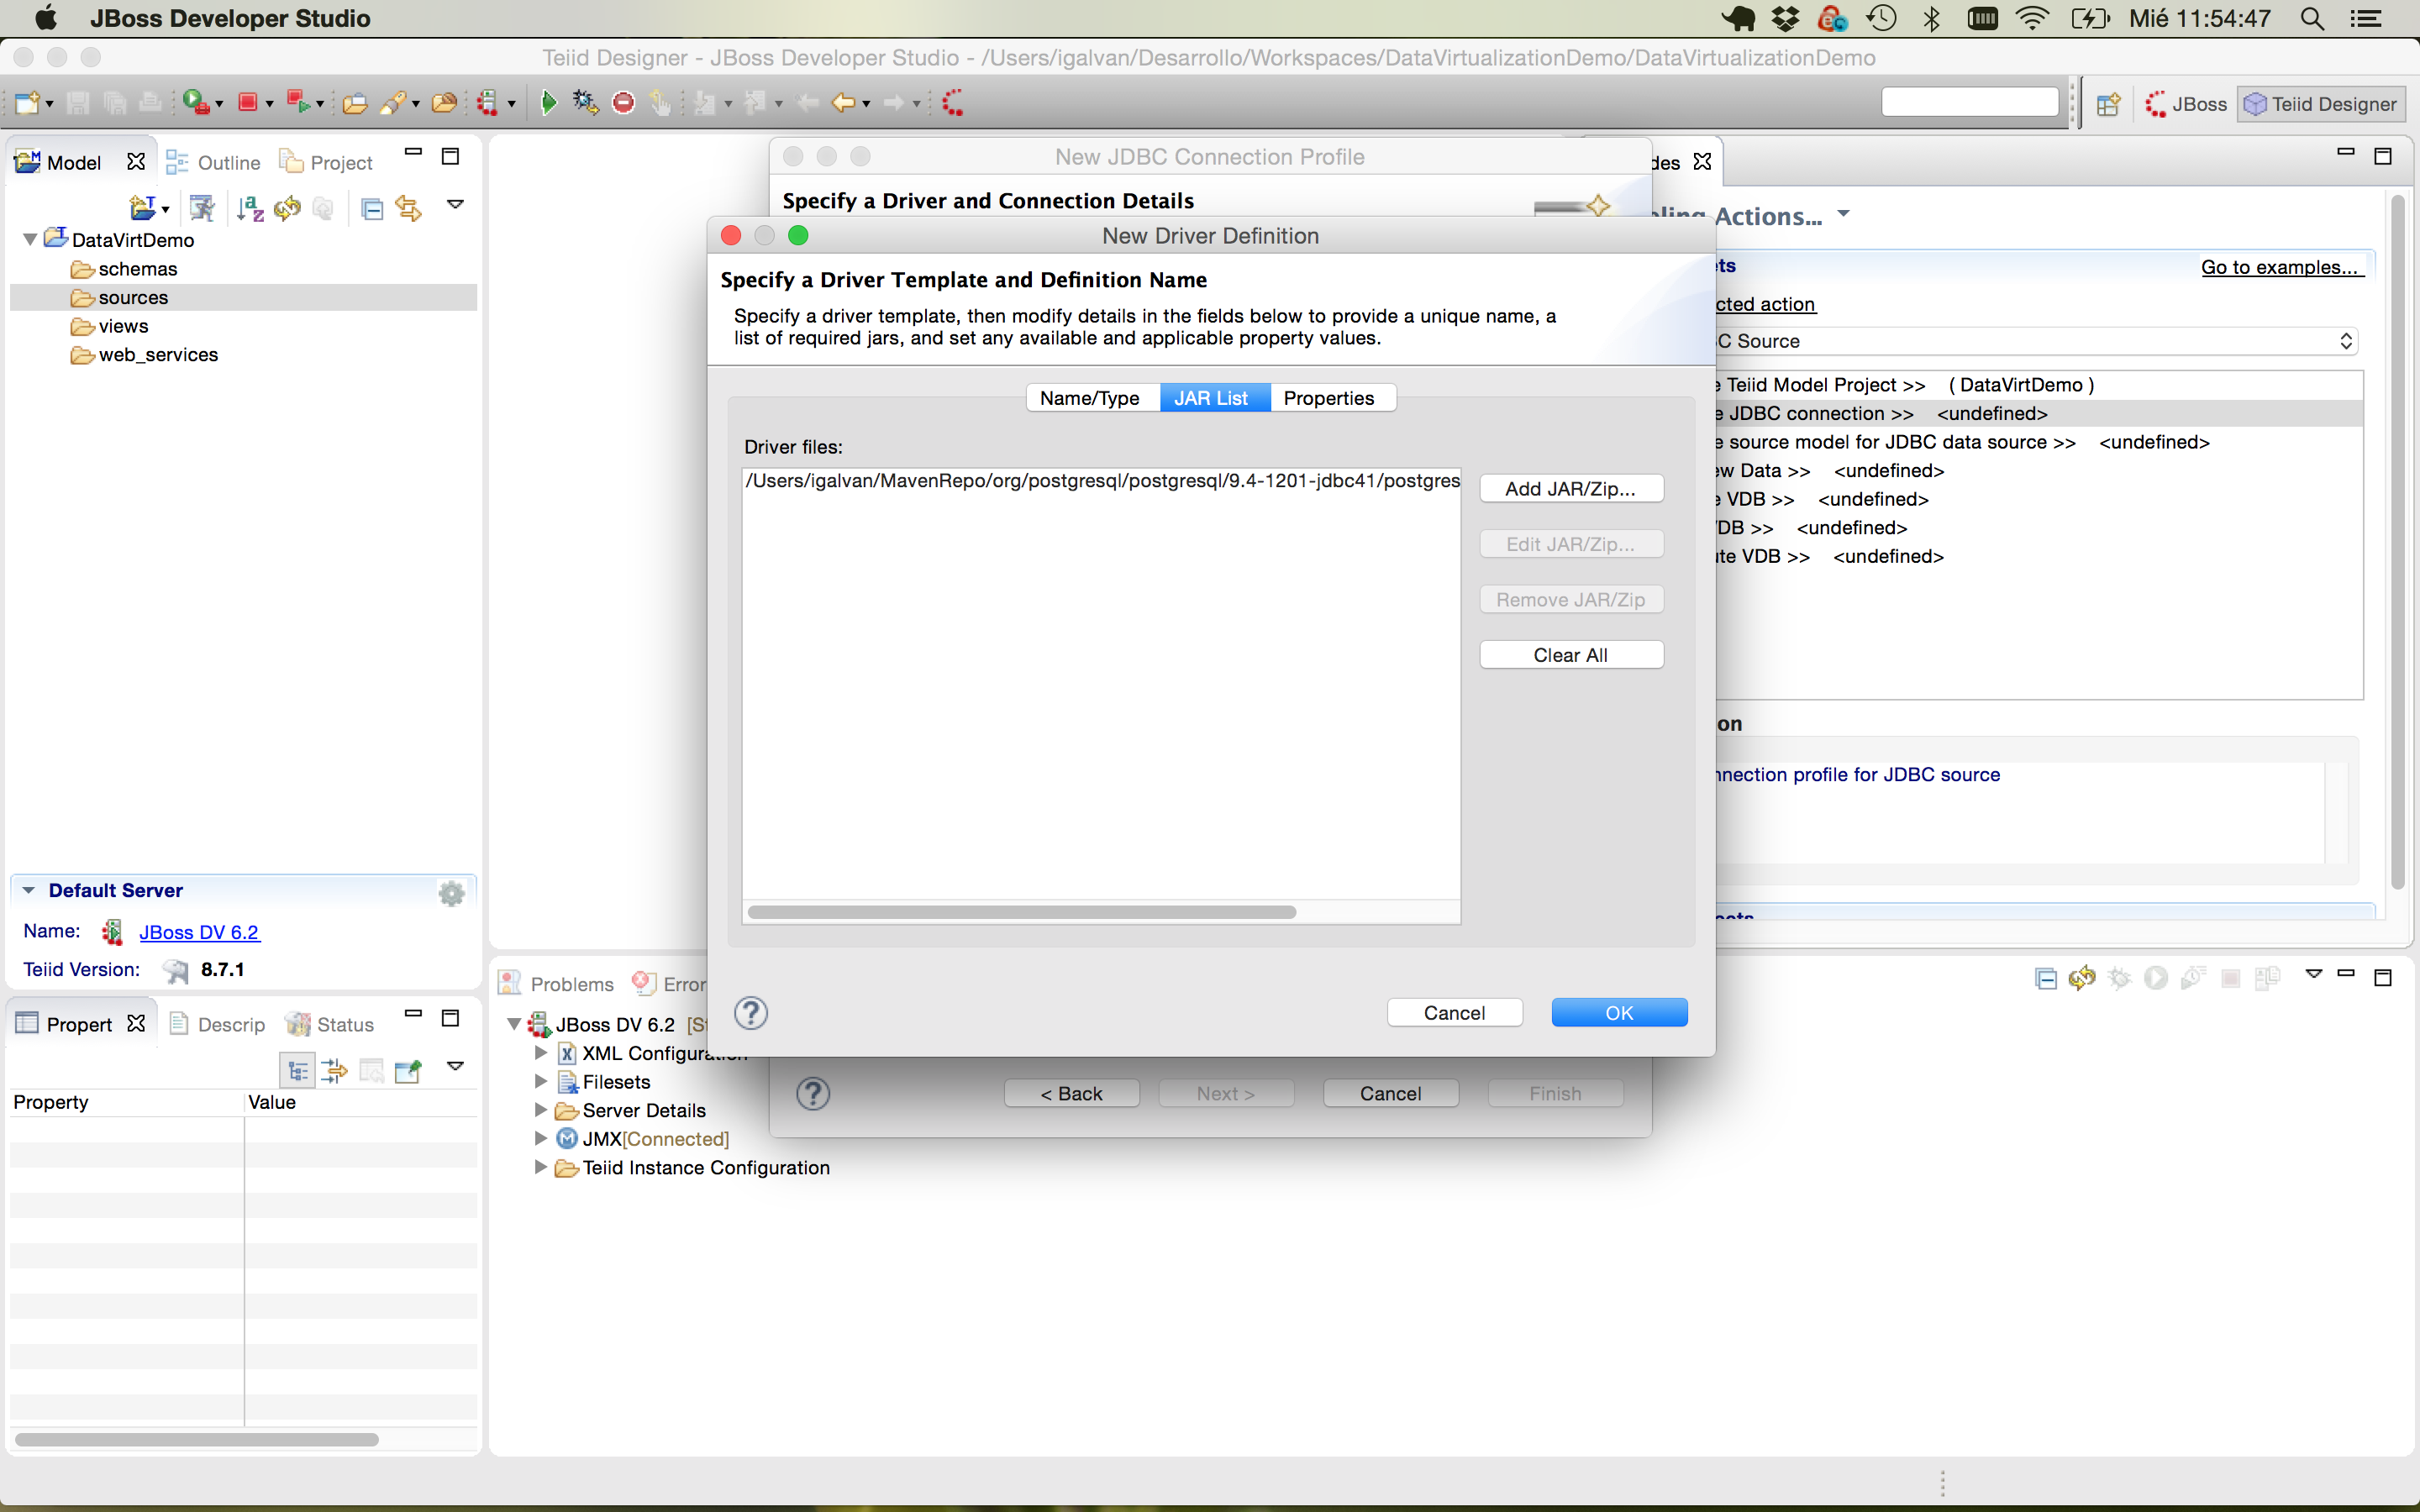 JBoss Developer Studio
Mié 11:54:47
Teiid Designer - JBoss Developer Studio - /Users/igalvan/Desarrollo/Workspaces/DataVirtualizationDemo/DataVirtualizationDemo
JBoss
Teiid Designer
Model
Outline
Project
DataVirtDemo
schemas
sources
views
web_services
Default Server
Name:
JBoss DV 6.2
Teiid Version:
8.7.1
Propert
Descrip
Status
Property
Value
New JDBC Connection Profile
Specify a Driver and Connection Details
New Driver Definition
Specify a Driver Template and Definition Name
Specify a driver template, then modify details in the fields below to provide a unique name, a
list of required jars, and set any available and applicable property values.
Name/Type
JAR List
Properties
Driver files:
/Users/igalvan/MavenRepo/org/postgresql/postgresql/9.4-1201-jdbc41/postgres
Add JAR/Zip...
Edit JAR/Zip...
Remove JAR/Zip
Clear All
Cancel
OK
< Back
Next >
Cancel
Finish
des
ling Actions...
ts
Go to examples...
cted action
C Source
e Teiid Model Project >> ( DataVirtDemo )
e JDBC connection >> <undefined>
e source model for JDBC data source >> <undefined>
ew Data >> <undefined>
e VDB >> <undefined>
VDB >> <undefined>
ute VDB >> <undefined>
on
nnection profile for JDBC source
Problems
Error
JBoss DV 6.2 [St
XML Configuration
Filesets
Server Details
JMX[Connected]
Teiid Instance Configuration